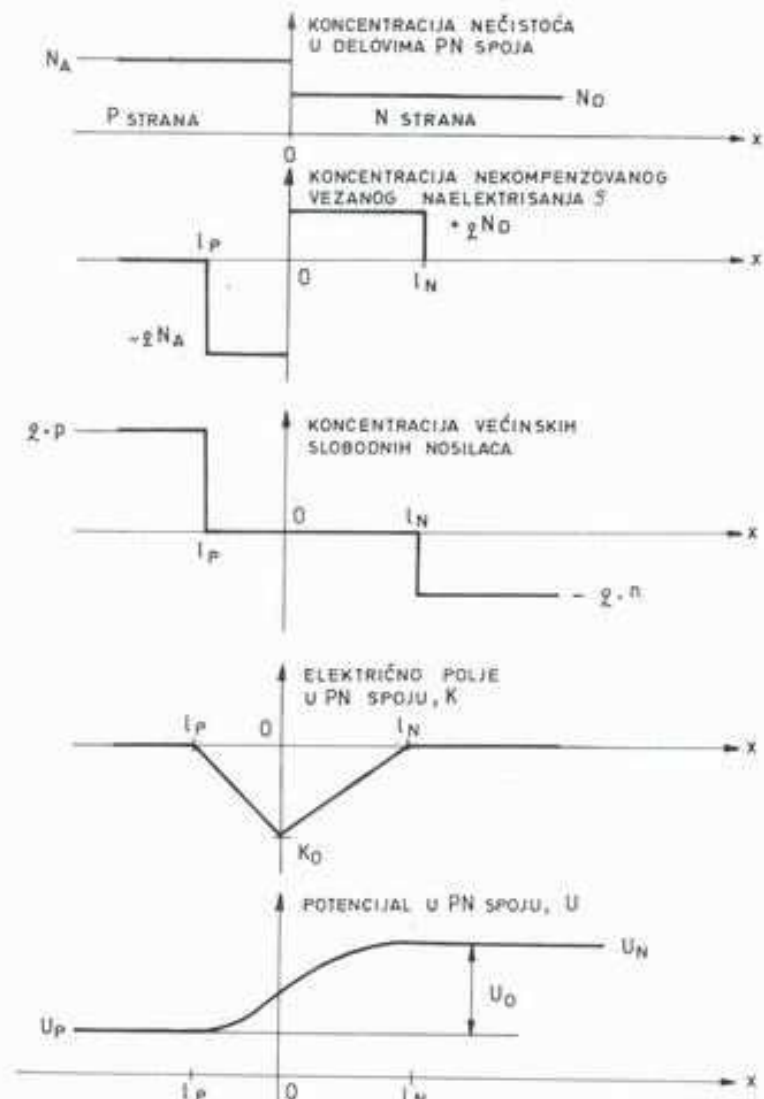 KONCENTRACIJA NEČISTOĆA
U DELOVIMA PN SPOJA
NA
ND
P STRANA
N STRANA
x
0
KONCENTRACIJA NEKOMPENZOVANOG
VEZANOG NAELEKTRISANJA ρ
+ qND
lP
0
lN
x
-qNA
KONCENTRACIJA VEĆINSKIH
SLOBODNIH NOSILACA
q·p
0
lN
x
lP
- q·n
ELEKTRIČNO POLJE
U PN SPOJU, K
lP
0
lN
x
K0
POTENCIJAL U PN SPOJU, U
UN
U0
UP
x
lP
0
lN